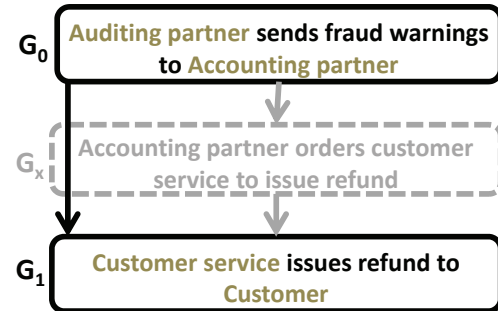 G0
Auditing partner sends fraud warnings
to Accounting partner
Gx
Accounting partner orders customer
service to issue refund
G1
Customer service issues refund to
Customer